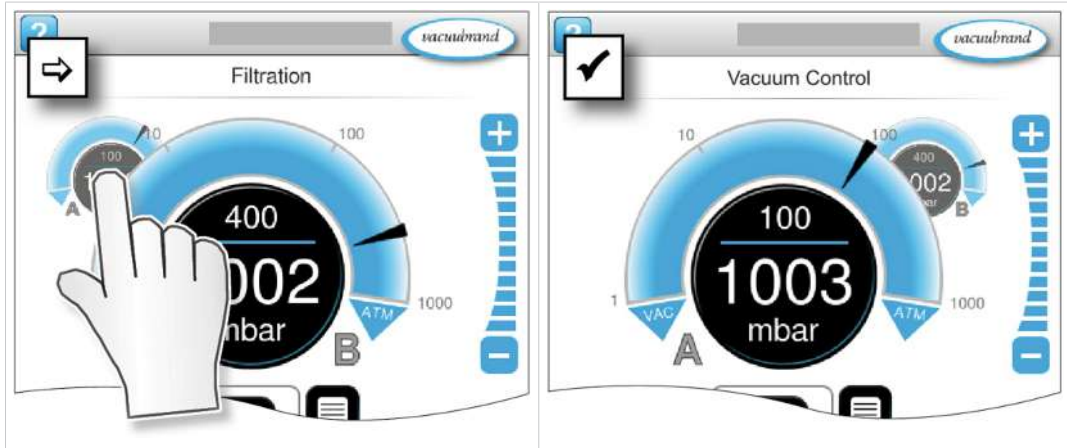 ?
vacuubrand
Filtration
10
100
100
A
400
002
mbar
ATM
1000
B
+
−
?
vacuubrand
Vacuum Control
10
100
400
002
mbar
B
100
1003
mbar
1
VAC
ATM
1000
A
+
−